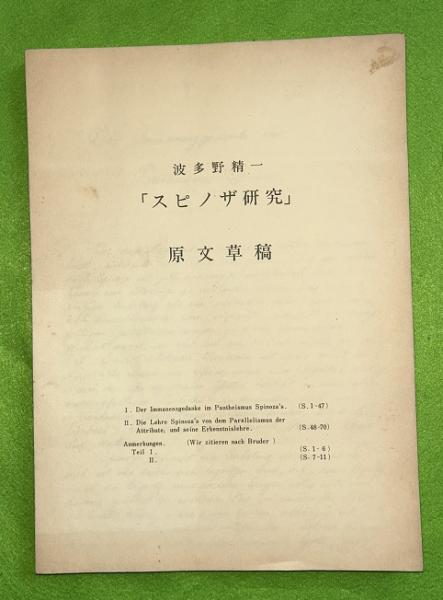 波多野精一
「スピノザ研究」
原文草稿
I. Der Immanenzgedanke im Pantheismus Spinoza's. (S. 1-47)
II. Die Lehre Spinoza's von dem Parallelismus der
Attribute, und seine Erkenntnislehre. (S. 48-70)
Anmerkungen. (Wir zitieren nach Bruder )
Teil I. (S. 1- 6)
II. (S. 7-11)